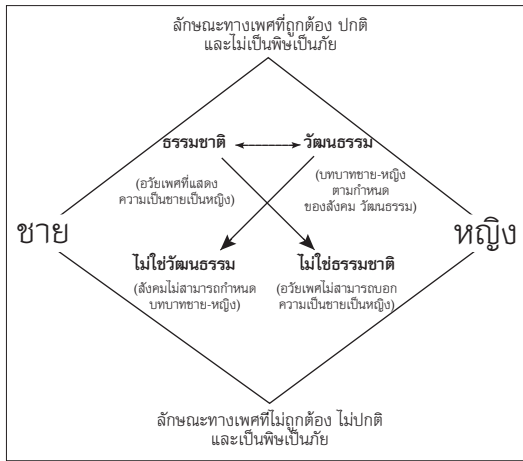 ลักษณะทางเพศที่ถูกต้อง ปกติ
และไม่เป็นพิษเป็นภัย
ธรรมชาติ
วัฒนธรรม
(อวัยเพศที่แสดง
ความเป็นชายเป็นหญิง)
(บทบาทชาย-หญิง
ตามกำหนด
ของสังคม วัฒนธรรม)
ชาย
หญิง
ไม่ใช่วัฒนธรรม
(สังคมไม่สามารถกำหนด
บทบาทชาย-หญิง)
ไม่ใช่ธรรมชาติ
(อวัยเพศไม่สามารถบอก
ความเป็นชายเป็นหญิง)
ลักษณะทางเพศที่ไม่ถูกต้อง ไม่ปกติ
และเป็นพิษเป็นภัย